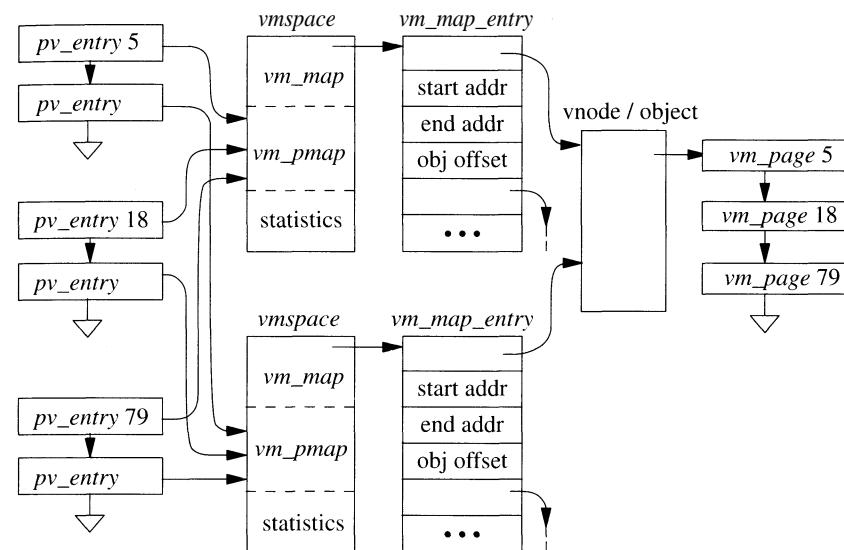 pv_entry 5
pv_entry
pv_entry 18
pv_entry
pv_entry 79
pv_entry
vmspace
vm_map
vm_pmap
statistics
vm_map_entry
start addr
end addr
obj offset
•••
vmspace
vm_map
vm_pmap
statistics
vm_map_entry
start addr
end addr
obj offset
•••
vnode / object
vm_page 5
vm_page 18
vm_page 79